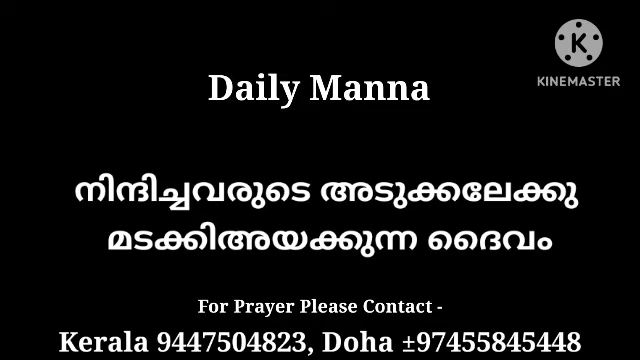 KINEMASTER
Daily Manna
നിന്ദിച്ചവരുടെ അടുക്കലേക്കു
മടക്കിഅയക്കുന്ന ദൈവം
For Prayer Please Contact -
Kerala 9447504823, Doha ±97455845448